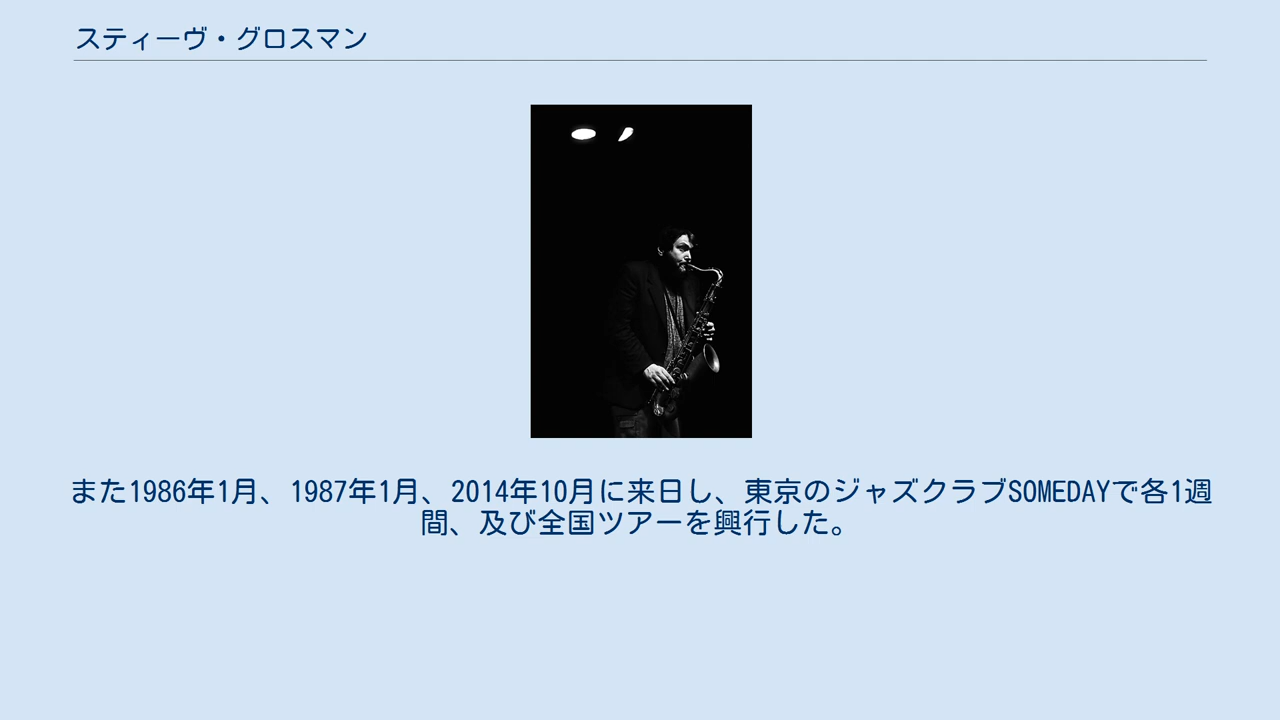 スティーヴ・グロスマン
また1986年1月、1987年1月、2014年10月に来日し、東京のジャズクラブSOMEDAYで各1週
間、及び全国ツアーを興行した。